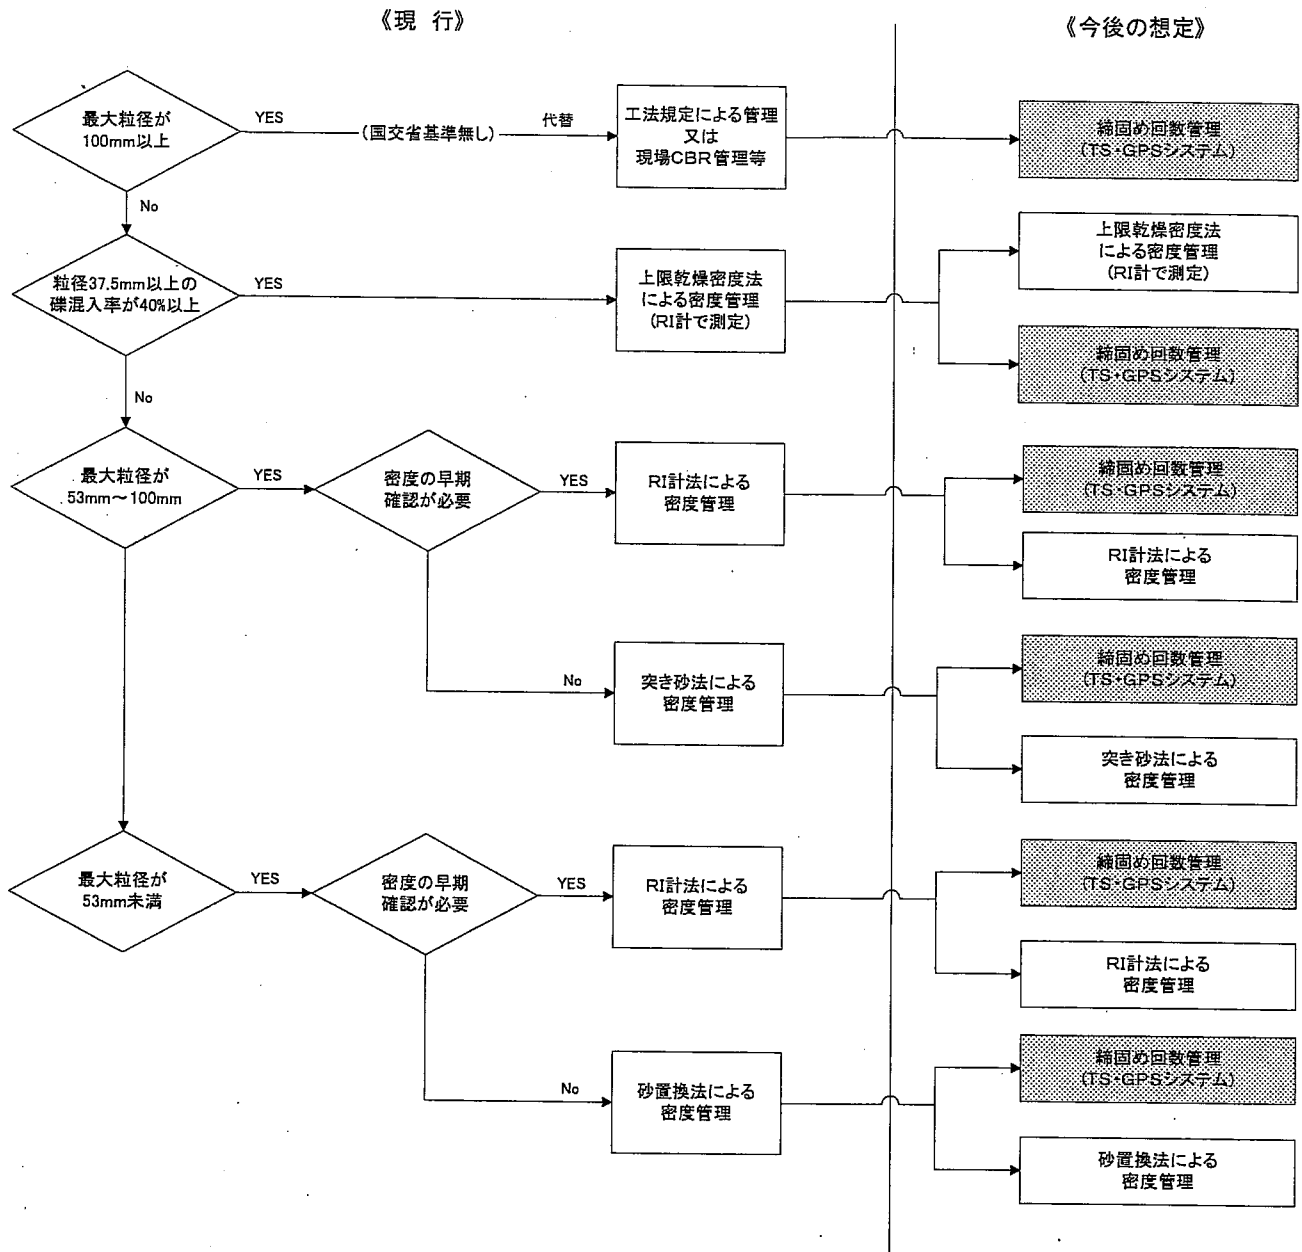 《現 行》
《今後の想定》
最大粒径が
100mm以上
YES
(国交省基準無し)
代替
工法規定による管理
又は
現場CBR管理等
締固め回数管理
(TS・GPSシステム)
No
粒径37.5mm以上の
礫混入率が40%以上
YES
上限乾燥密度法
による密度管理
(RI計で測定)
上限乾燥密度法
による密度管理
(RI計で測定)
締固め回数管理
(TS・GPSシステム)
No
最大粒径が
53mm～100mm
YES
密度の早期
確認が必要
YES
RI計法による
密度管理
締固め回数管理
(TS・GPSシステム)
RI計法による
密度管理
No
突き砂法による
密度管理
締固め回数管理
(TS・GPSシステム)
突き砂法による
密度管理
最大粒径が
53mm未満
YES
密度の早期
確認が必要
YES
RI計法による
密度管理
締固め回数管理
(TS・GPSシステム)
RI計法による
密度管理
No
砂置換法による
密度管理
締固め回数管理
(TS・GPSシステム)
砂置換法による
密度管理